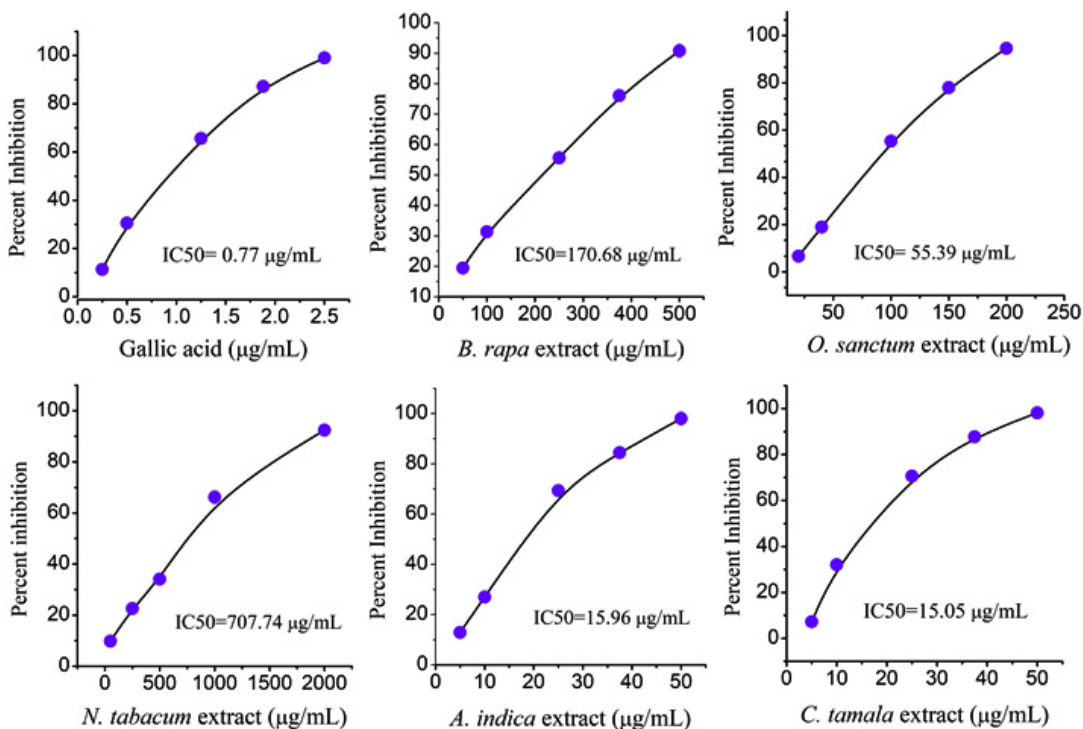 Percent Inhibition
100
80
60
40
20
0
0.0 0.5 1.0 1.5 2.0 2.5
IC50= 0.77 μg/mL
Gallic acid (μg/mL)
Percent Inhibition
100
90
80
70
60
50
40
30
20
10
0 100 200 300 400 500
IC50=170.68 μg/mL
B. rapa extract (μg/mL)
Percent Inhibition
100
80
60
40
20
0
50 100 150 200 250
IC50= 55.39 μg/mL
O. sanctum extract (μg/mL)
Percent inhibition
100
80
60
40
20
0
0 500 1000 1500 2000
IC50=707.74 μg/mL
N. tabacum extract (μg/mL)
Percent Inhibition
100
80
60
40
20
0
0 10 20 30 40 50
IC50=15.96 μg/mL
A. indica extract (μg/mL)
Percent Inhibition
100
80
60
40
20
0
0 10 20 30 40 50
IC50=15.05 μg/mL
C. tamala extract (μg/mL)